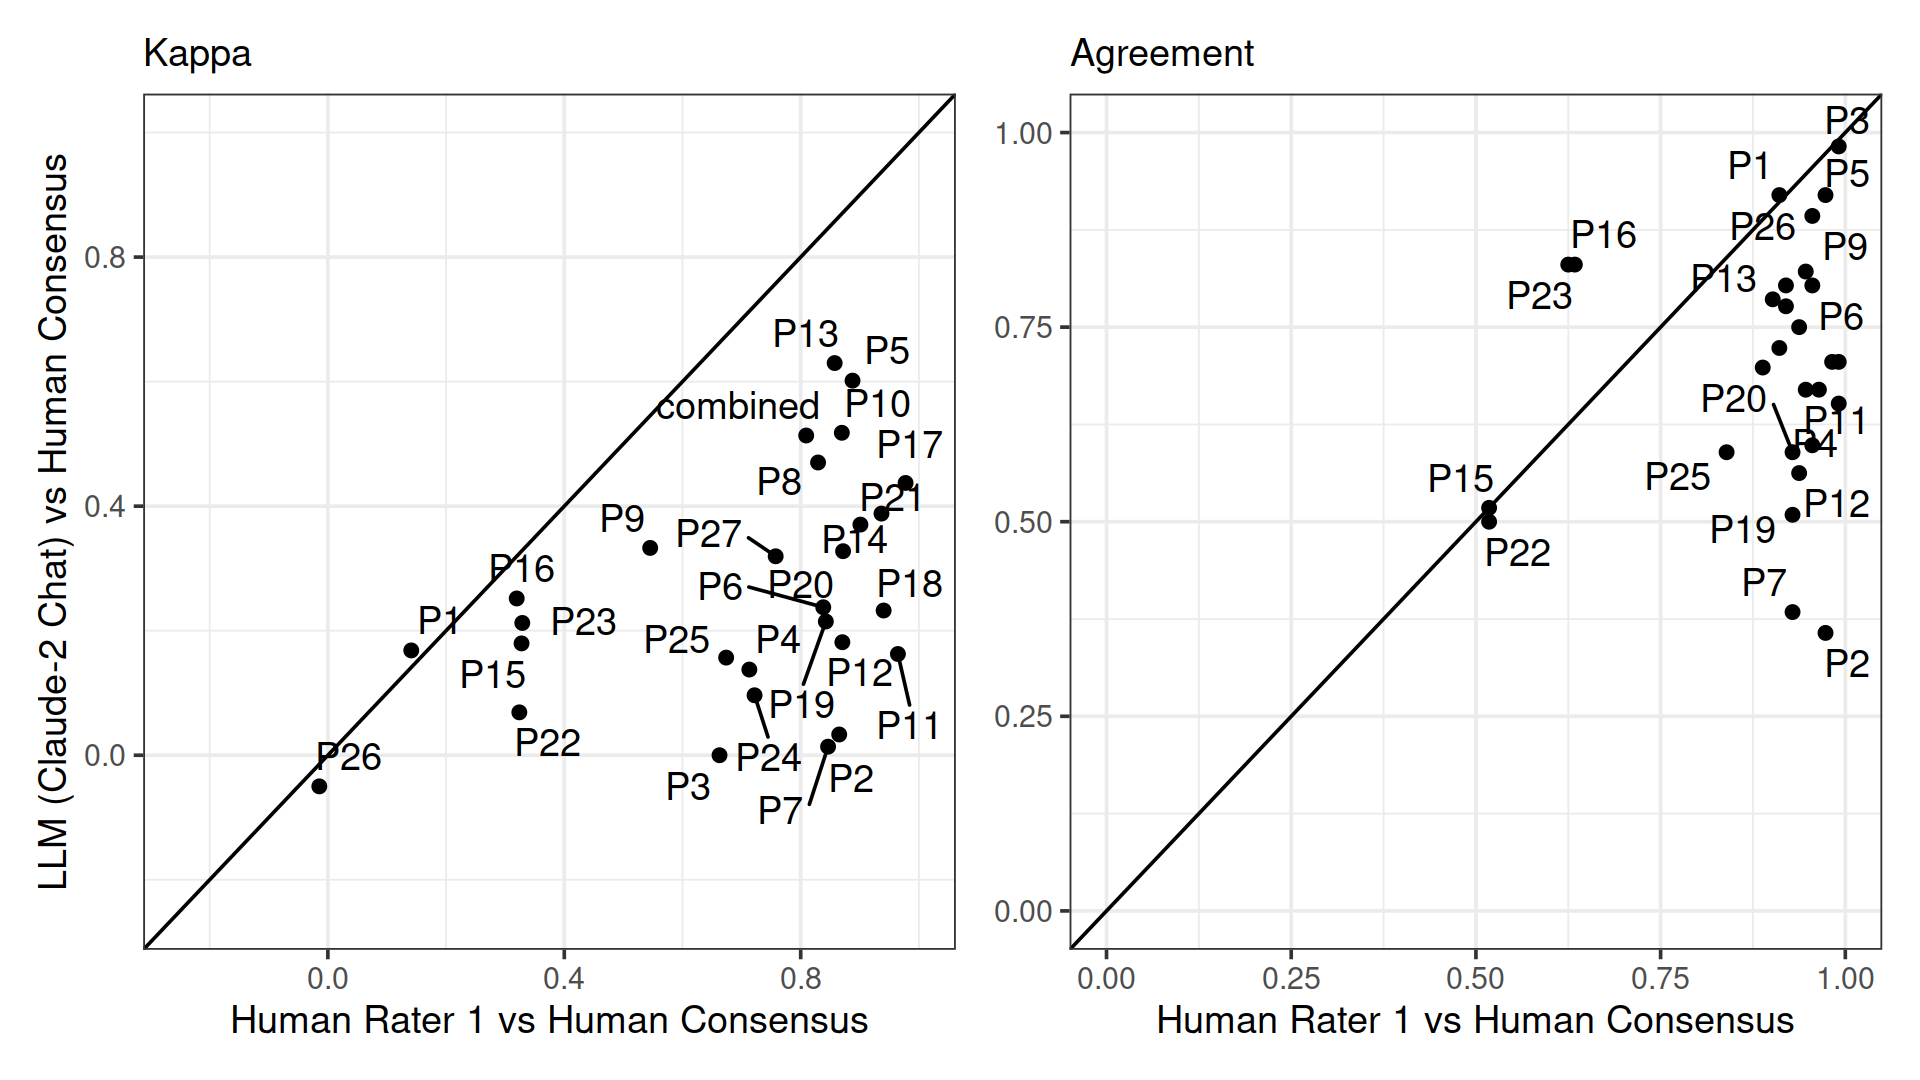 Kappa
Agreement
LLM (Claude-2 Chat) vs Human Consensus
0.8
0.4
0.0
P13
P5
combined
P10
P17
P8
P21
P9
P27
P14
P16
P6
P20
P18
P1
P23
P25
P4
P15
P12
P19
P11
P22
P26
P24
P3
P2
P7
0.0
0.4
0.8
Human Rater 1 vs Human Consensus
1.00
0.75
0.50
0.25
0.00
P3
P1
P5
P26
P16
P9
P13
P23
P6
P20
P11
P4
P15
P25
P12
P19
P22
P7
P2
0.00
0.25
0.50
0.75
1.00
Human Rater 1 vs Human Consensus